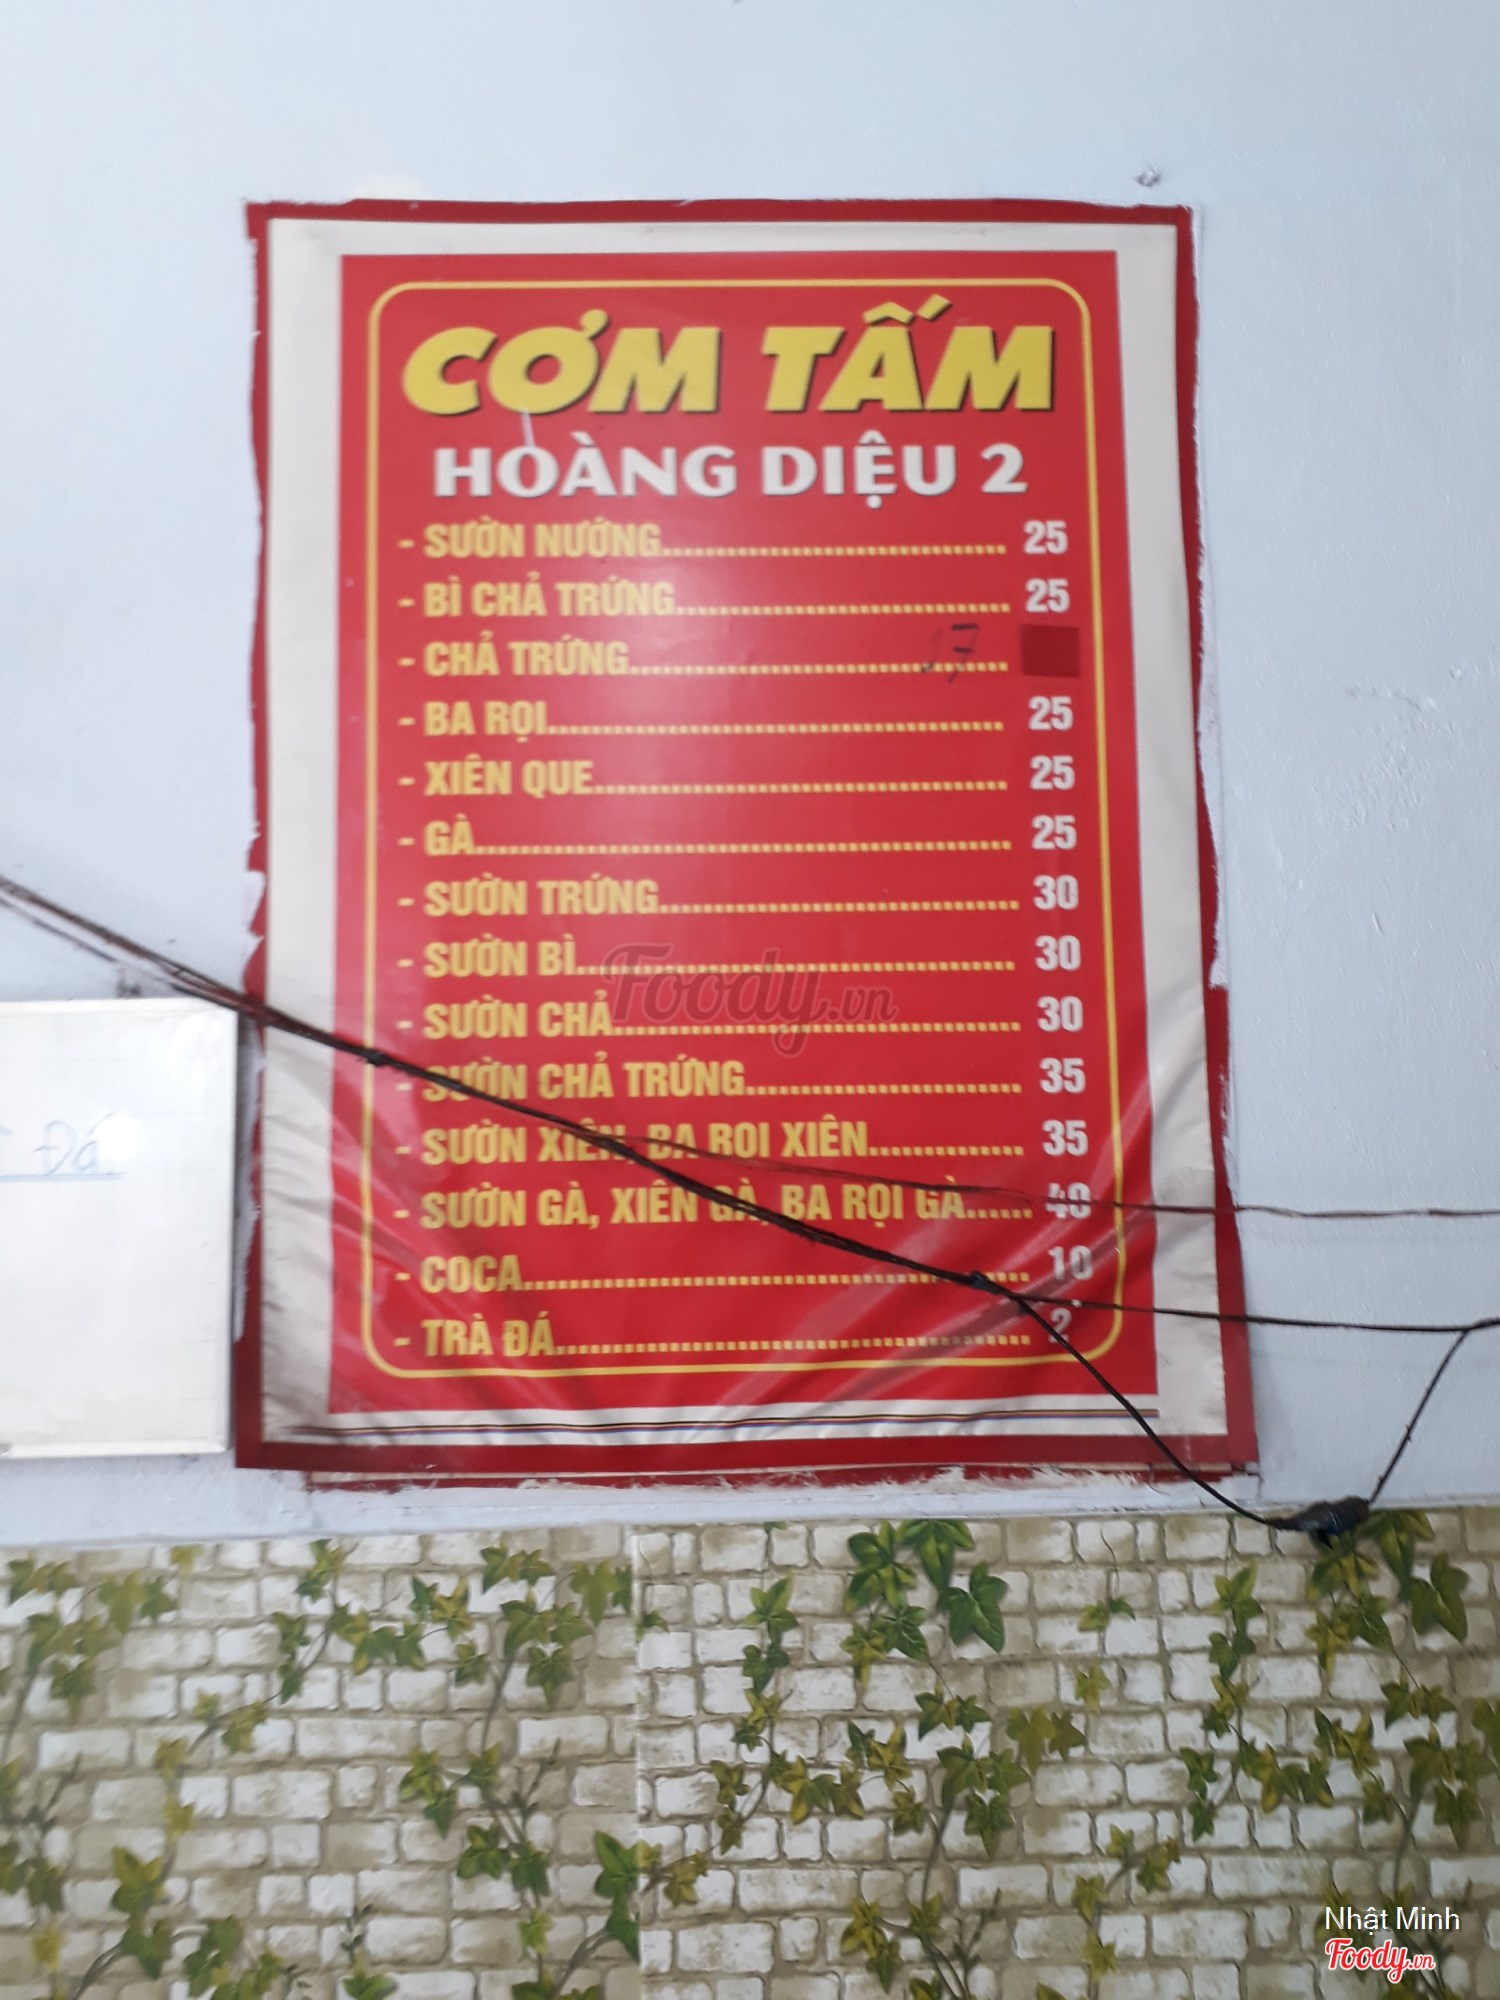 CƠM TẤM
HOÀNG DIỆU 2
- SƯỜN NƯỚNG............................... 25
- BÌ CHẢ TRỨNG.............................. 25
- CHẢ TRỨNG.................................. 17
- BA RỌI......................................... 25
- XIÊN QUE..................................... 25
- GÀ................................................ 25
- SƯỜN TRỨNG................................ 30
- SƯỜN BÌ....................................... 30
- SƯỜN CHẢ.................................... 30
- SƯỜN CHẢ TRỨNG......................... 35
- SƯỜN XIÊN, BA RỌI XIÊN.............. 35
- SƯỜN GÀ, XIÊN GÀ, BA RỌI GÀ...... 40
- COCA............................................. 10
- TRÀ ĐÁ.......................................... 2
Foody.vn
Đá
Nhật Minh
Foody.vn